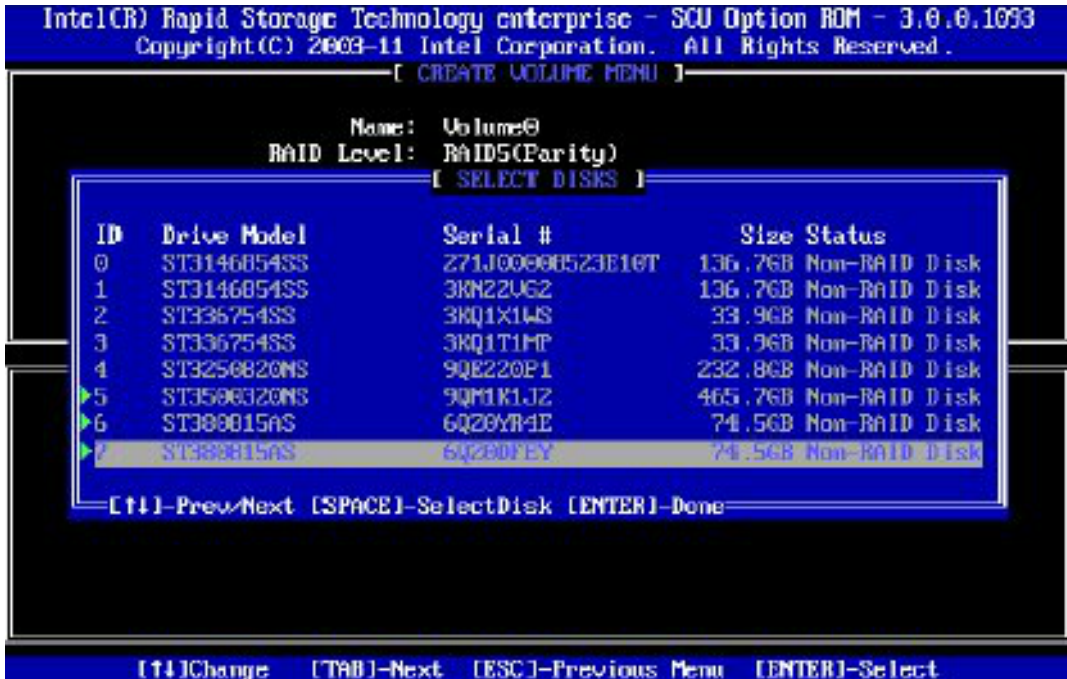 Intel(R) Rapid Storage Technology enterprise - SCU Option ROM - 3.0.0.1093
Copyright(C) 2003-11 Intel Corporation. All Rights Reserved.
[ CREATE VOLUME MENU ]
Name: Volume0
RAID Level: RAID5(Parity)
[ SELECT DISKS ]
ID Drive Model Serial # Size Status
0 ST3146854SS 136.7GB Non-RAID Disk
1 ST3146854SS 3KN22VG2 136.7GB Non-RAID Disk
2 ST336754SS 3KQ1X1WS 33.9GB Non-RAID Disk
3 ST336754SS 3KQ1T1MP 33.9GB Non-RAID Disk
4 ST3250820NS 9QE220P1 232.8GB Non-RAID Disk
5 ST3500320NS 9QM1K1JZ 465.7GB Non-RAID Disk
6 ST380815AS 6QZ0YR4E 74.5GB Non-RAID Disk
7 ST380815AS 6QZ0DFEY 74.5GB Non-RAID Disk
[↑↓]-Prev/Next [SPACE]-SelectDisk [ENTER]-Done
[↑↓]Change [TAB]-Next [ESC]-Previous Menu [ENTER]-Select